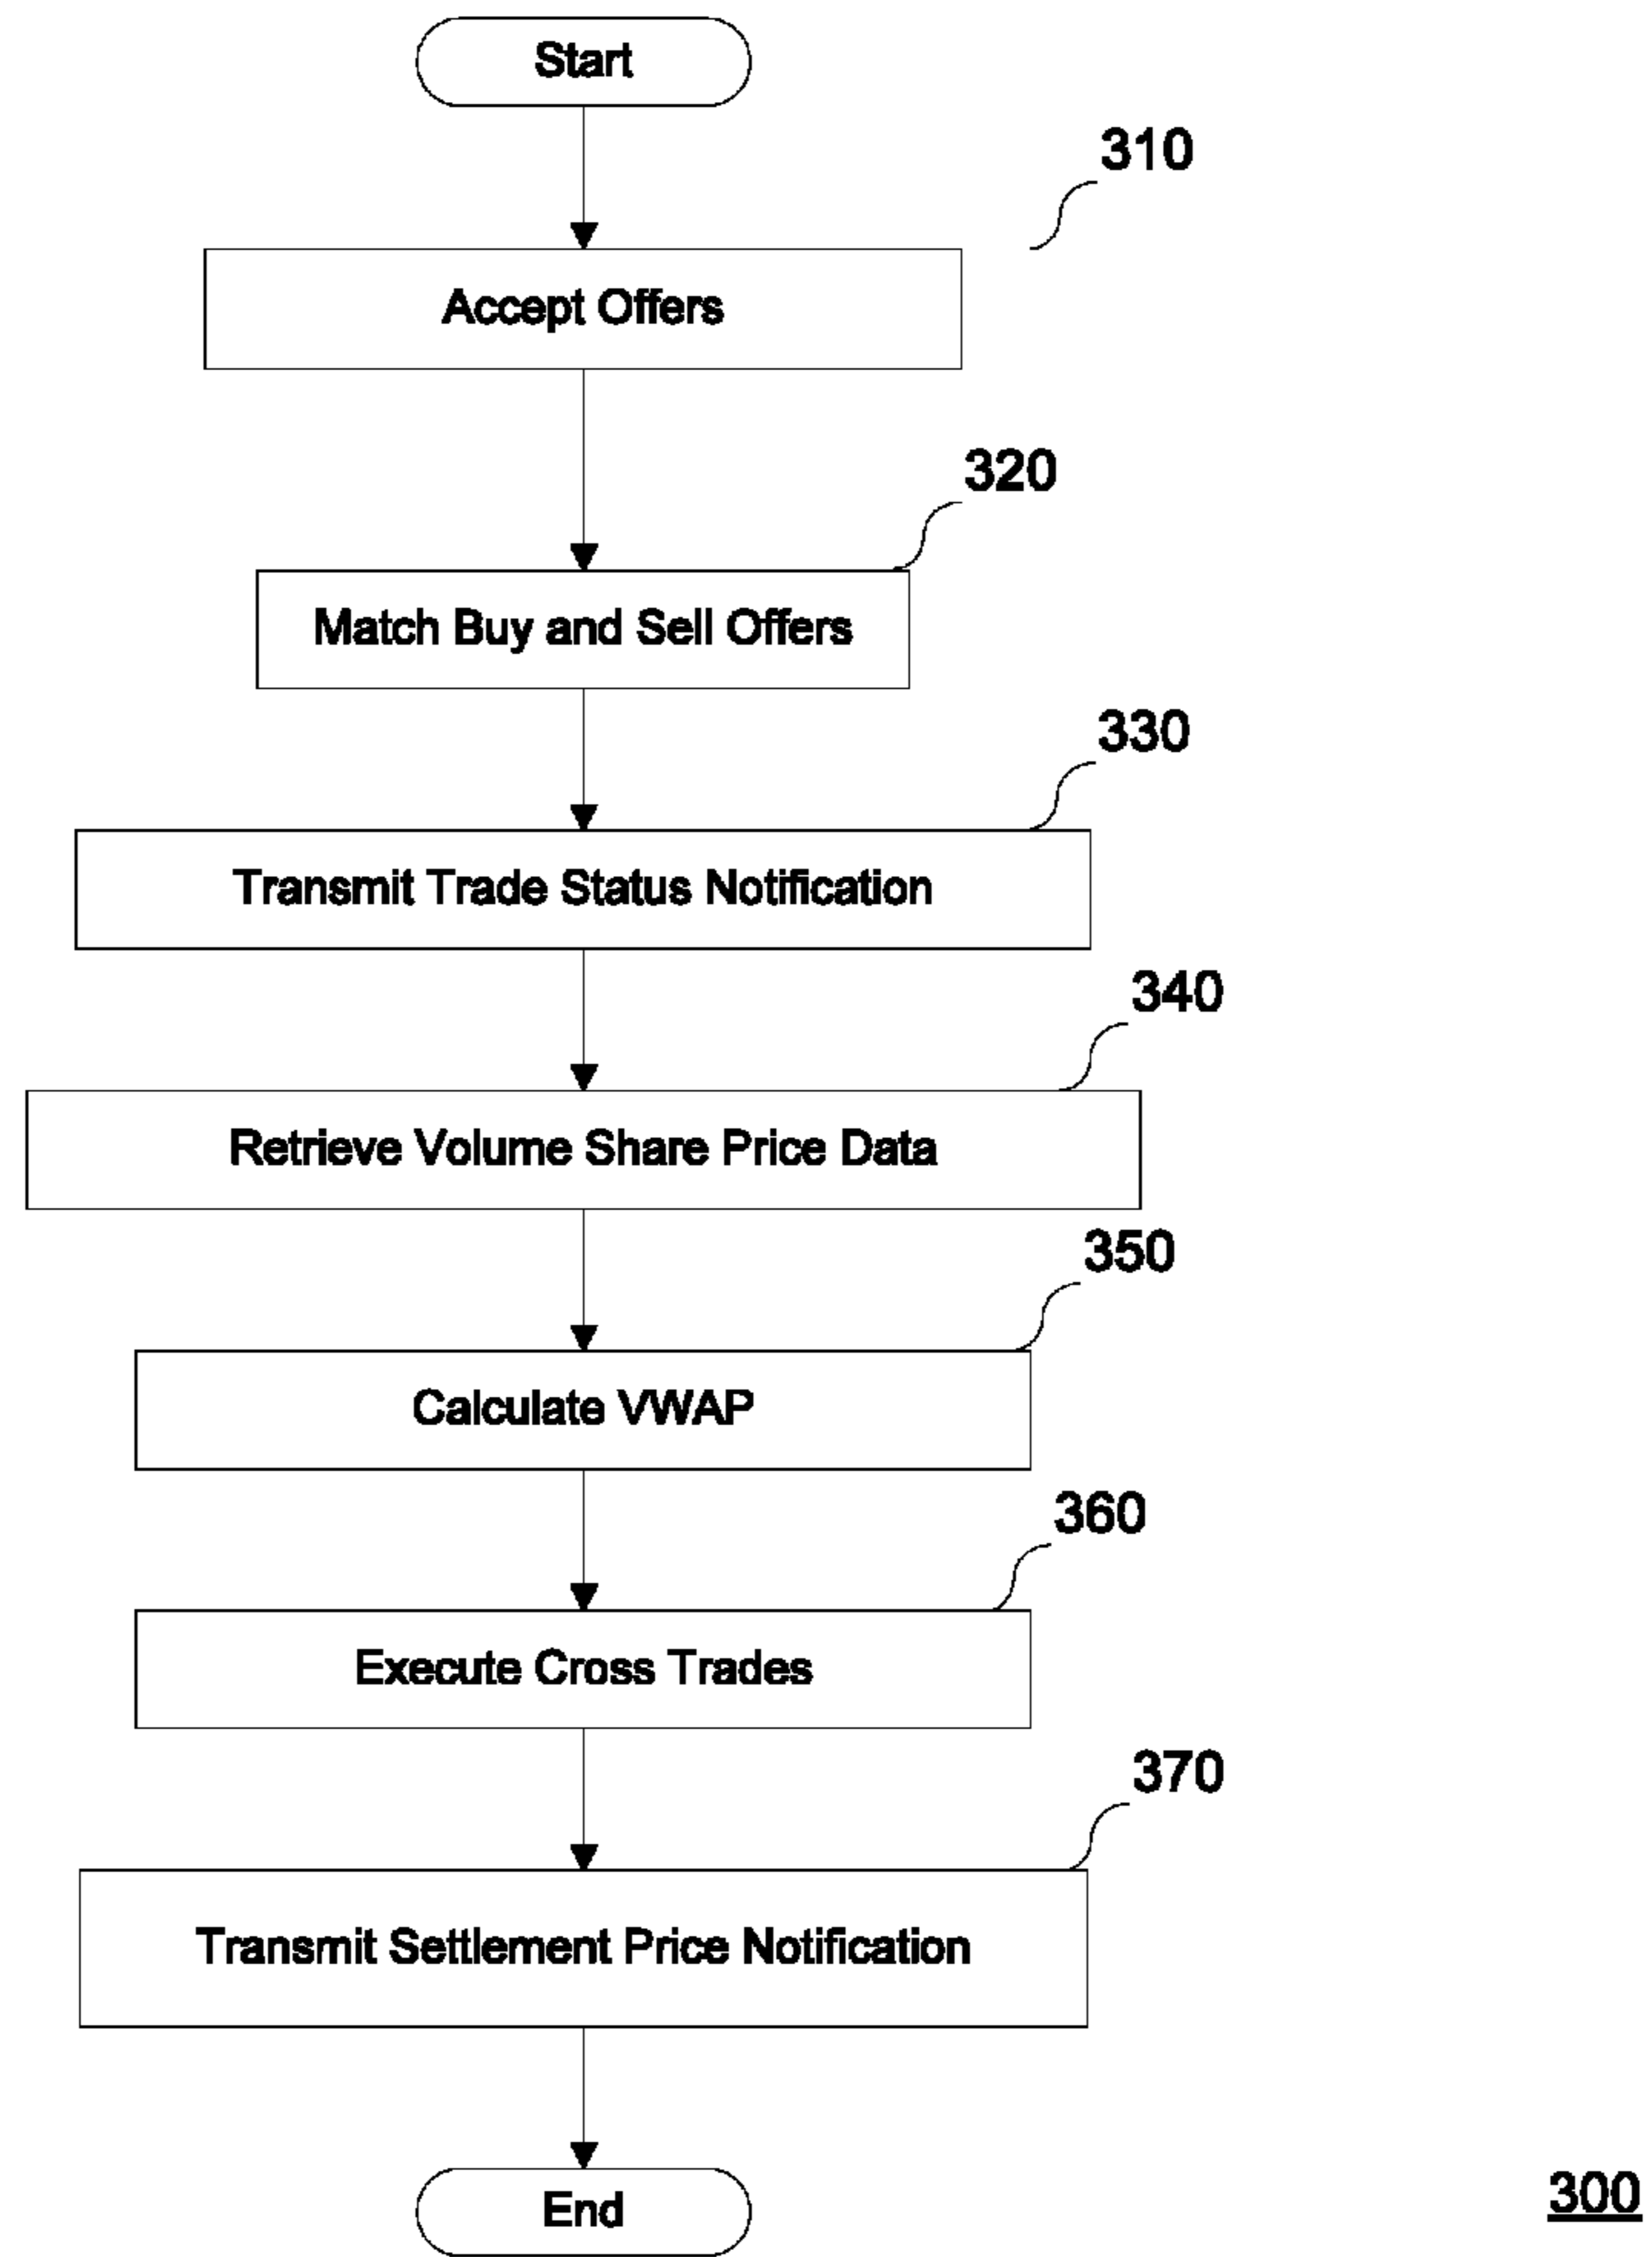 Start
310
Accept Offers
320
Match Buy and Sell Offers
330
Transmit Trade Status Notification
340
Retrieve Volume Share Price Data
350
Calculate VWAP
360
Execute Cross Trades
370
Transmit Settlement Price Notification
End
300